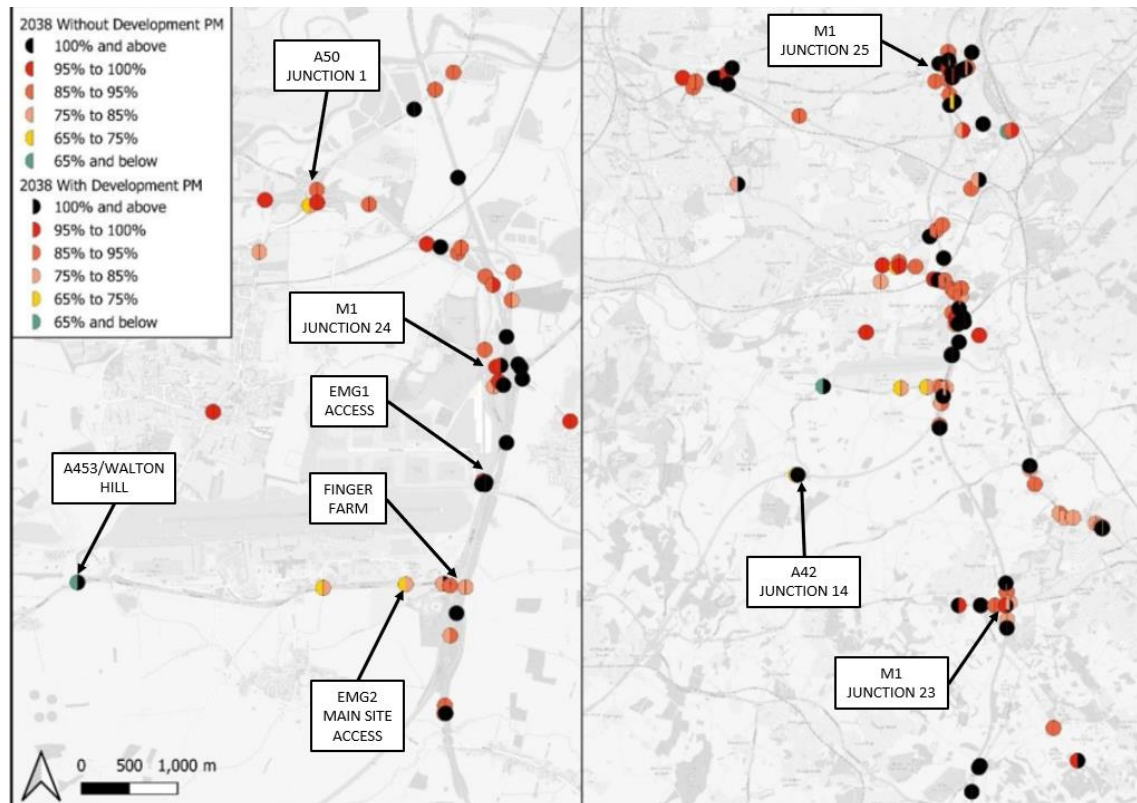 2038 Without Development PM
100% and above
95% to 100%
85% to 95%
75% to 85%
65% to 75%
65% and below
2038 With Development PM
100% and above
95% to 100%
85% to 95%
75% to 85%
65% to 75%
65% and below
A50
JUNCTION 1
M1
JUNCTION 24
EMG1
ACCESS
A453/WALTON
HILL
FINGER
FARM
EMG2
MAIN SITE
ACCESS
0 500 1,000 m
M1
JUNCTION 25
A42
JUNCTION 14
M1
JUNCTION 23